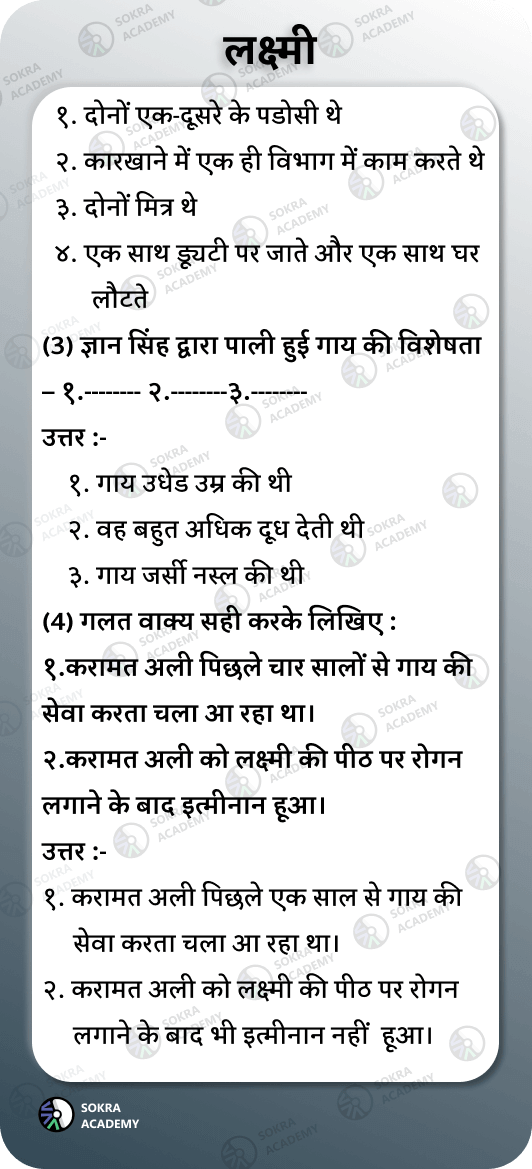 लक्ष्मी
१. दोनों एक-दूसरे के पडोसी थे
२. कारखाने में एक ही विभाग में काम करते थे
३. दोनों मित्र थे
४. एक साथ ड्यूटी पर जाते और एक साथ घर
लौटते
(3) ज्ञान सिंह द्वारा पाली हुई गाय की विशेषता
– १.-------- २.--------३.--------
उत्तर :-
१. गाय उधेड उम्र की थी
२. वह बहुत अधिक दूध देती थी
३. गाय जर्सी नस्ल की थी
(4) गलत वाक्य सही करके लिखिए :
१.करामत अली पिछले चार सालों से गाय की
सेवा करता चला आ रहा था।
२.करामत अली को लक्ष्मी की पीठ पर रोगन
लगाने के बाद इत्मीनान हूआ।
उत्तर :-
१. करामत अली पिछले एक साल से गाय की
सेवा करता चला आ रहा था।
२. करामत अली को लक्ष्मी की पीठ पर रोगन
लगाने के बाद भी इत्मीनान नहीं हूआ।
SOKRA
ACADEMY